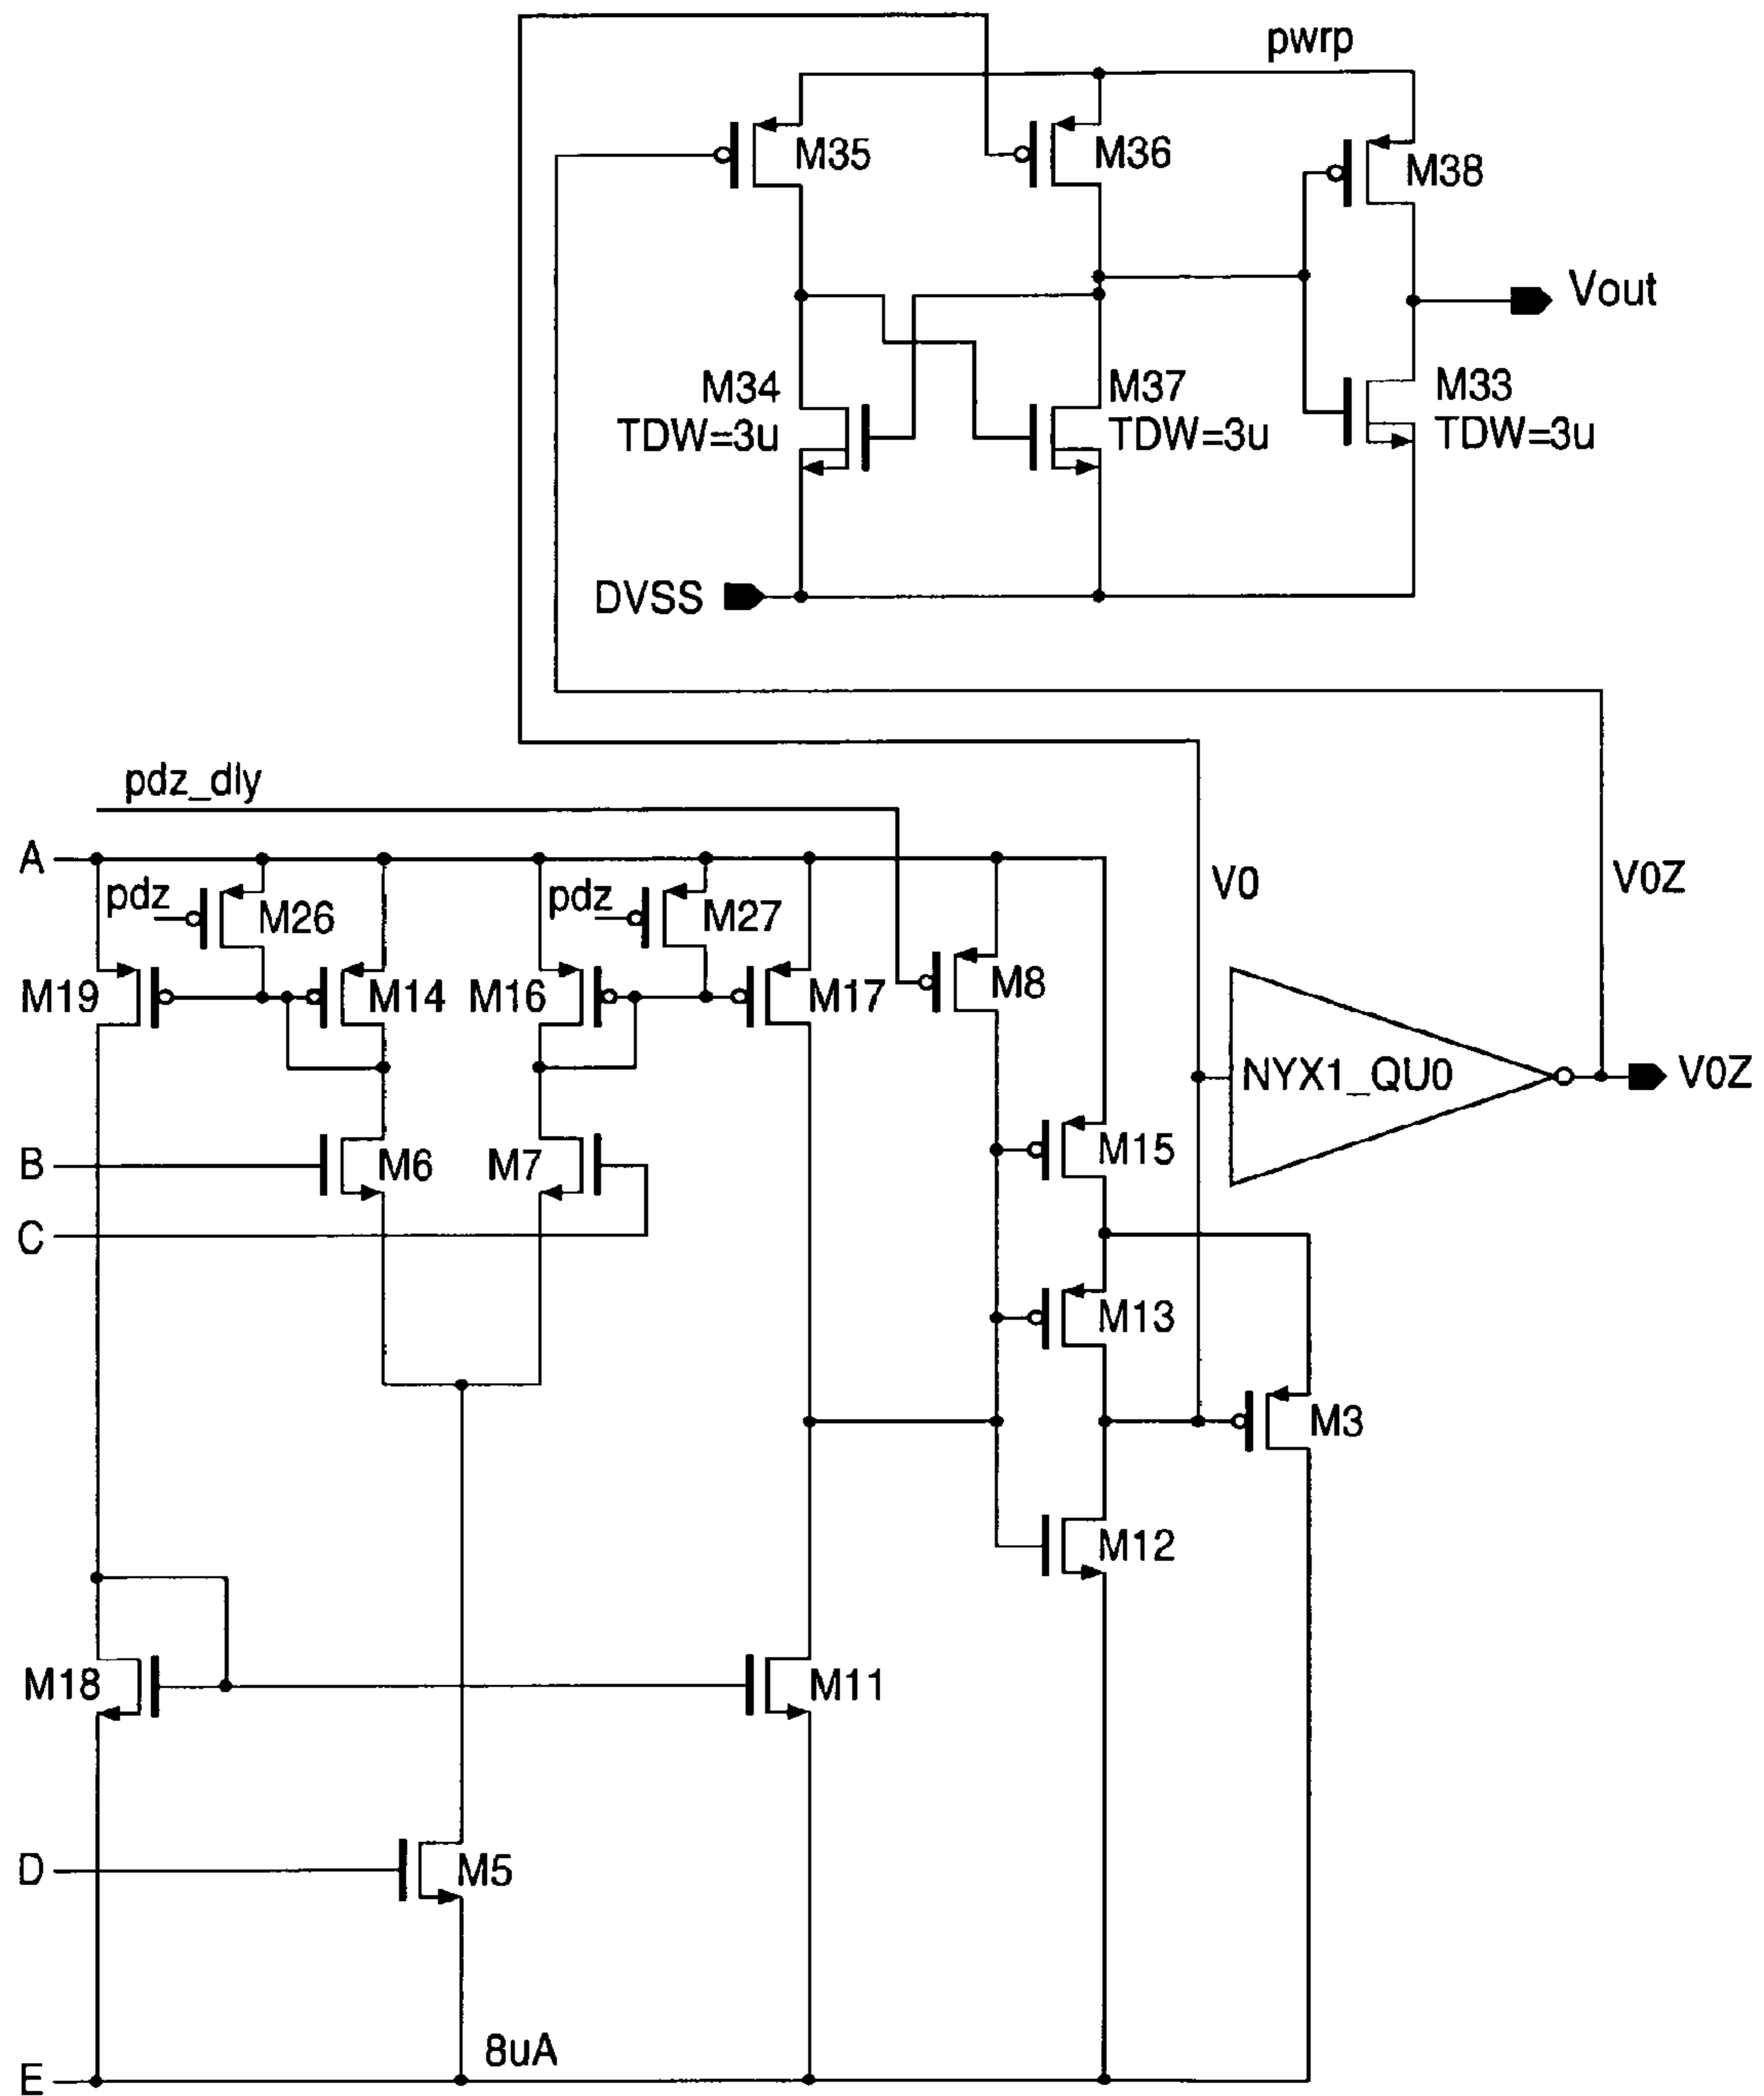 pwrp
M35
M36
M38
Vout
M34
TDW=3u
M37
TDW=3u
M33
TDW=3u
DVSS
pdz_dly
A
V0
V0Z
pdz
M26
pdz
M27
M19
M14
M16
M17
M8
NYX1_QU0
V0Z
B
M6
M7
M15
C
M13
M3
M12
M18
M11
D
M5
8uA
E